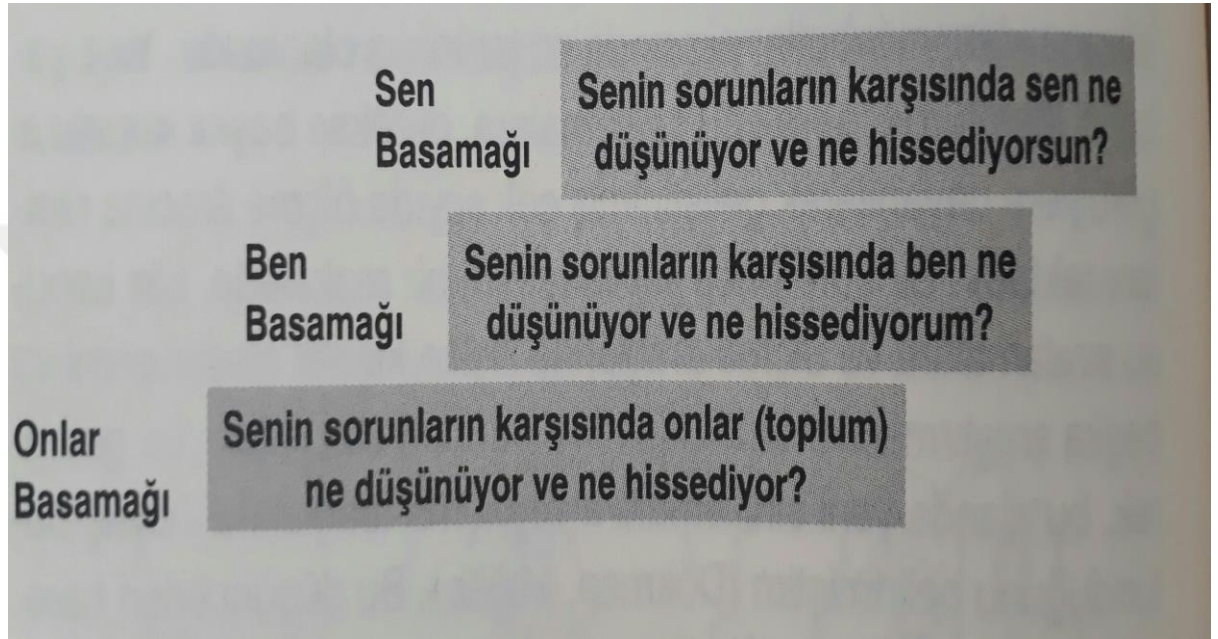 Sen
Basamağı
Senin sorunların karşısında sen ne
düşünüyor ve ne hissediyorsun?
Ben
Basamağı
Senin sorunların karşısında ben ne
düşünüyor ve ne hissediyorum?
Onlar
Basamağı
Senin sorunların karşısında onlar (toplum)
ne düşünüyor ve ne hissediyor?